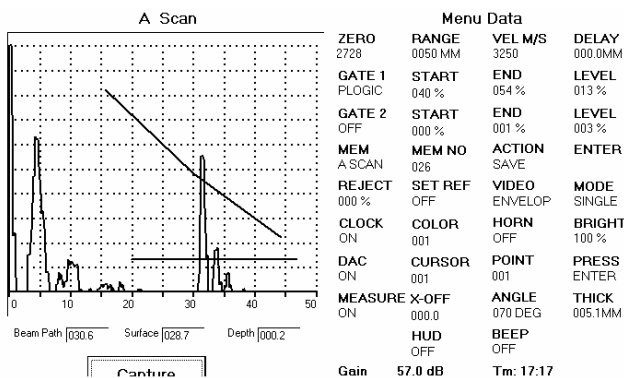 A Scan
Menu Data
ZERO RANGE VEL M/S DELAY
2728 0050 MM 3250 000.0MM
GATE 1 START END LEVEL
PLOGIC 040 % 054 % 013 %
GATE 2 START END LEVEL
OFF 000 % 001 % 003 %
MEM MEM NO ACTION ENTER
A SCAN 026 SAVE
REJECT SET REF VIDEO MODE
000 % OFF ENVELOP SINGLE
CLOCK COLOR HORN BRIGHT
ON 001 OFF 100 %
DAC CURSOR POINT PRESS
ON 001 001 ENTER
MEASURE X-OFF ANGLE THICK
ON 000.0 070 DEG 005.1MM
HUD BEEP
OFF OFF
Gain 57.0 dB Tm: 17:17
0 10 20 30 40 50
Beam Path 030.6 Surface 028.7 Depth 000.2
Capture